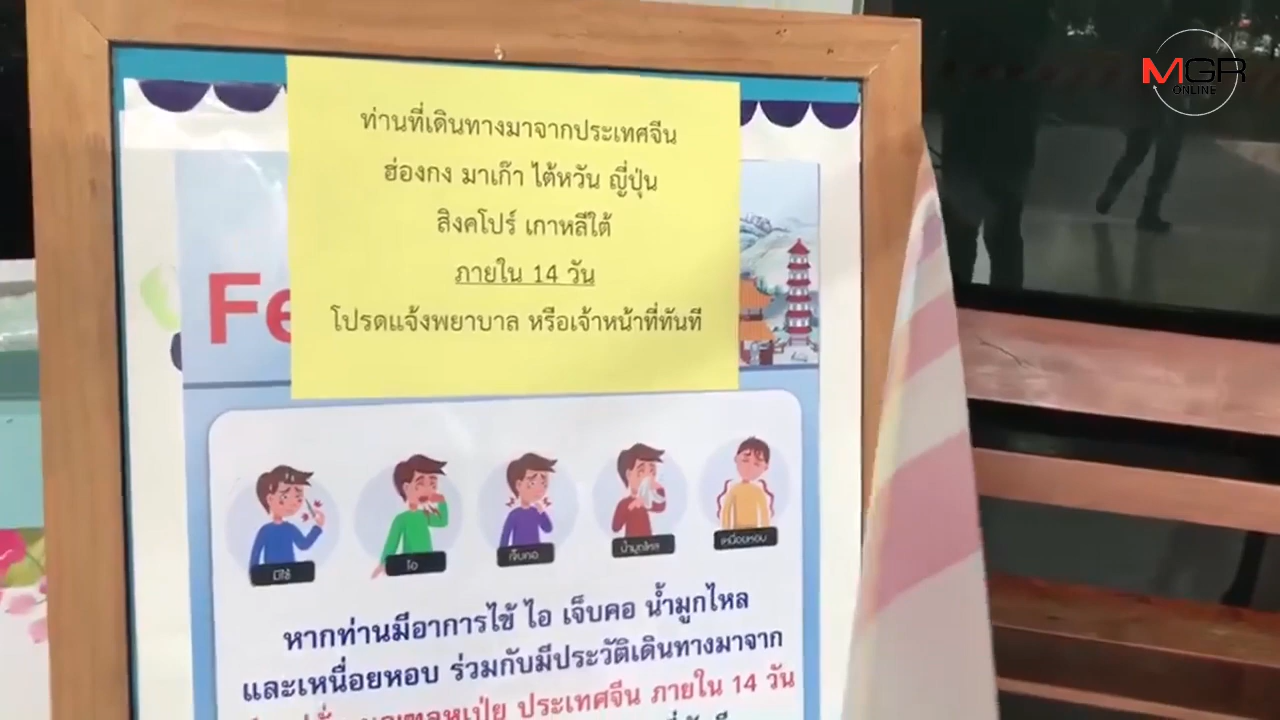 MGR
ONLINE
ท่านที่เดินทางมาจากประเทศจีน
ฮ่องกง มาเก๊า ไต้หวัน ญี่ปุ่น
สิงคโปร์ เกาหลีใต้
ภายใน 14 วัน
โปรดแจ้งพยาบาล หรือเจ้าหน้าที่ทันที
Fe
มีไข้
ไอ
เจ็บคอ
น้ำมูกไหล
เหนื่อยหอบ
หากท่านมีอาการไข้ ไอ เจ็บคอ น้ำมูกไหล
และเหนื่อยหอบ ร่วมกับมีประวัติเดินทางมาจาก
ประเทศจีน ภายใน 14 วัน